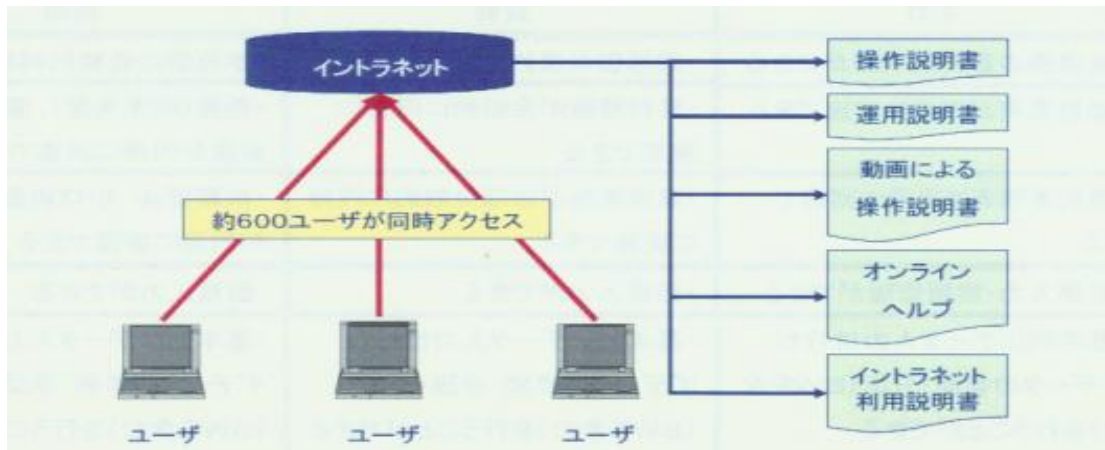 イントラネット
約600ユーザが同時アクセス
ユーザ
ユーザ
ユーザ
操作説明書
運用説明書
動画による
操作説明書
オンライン
ヘルプ
イントラネット
利用説明書